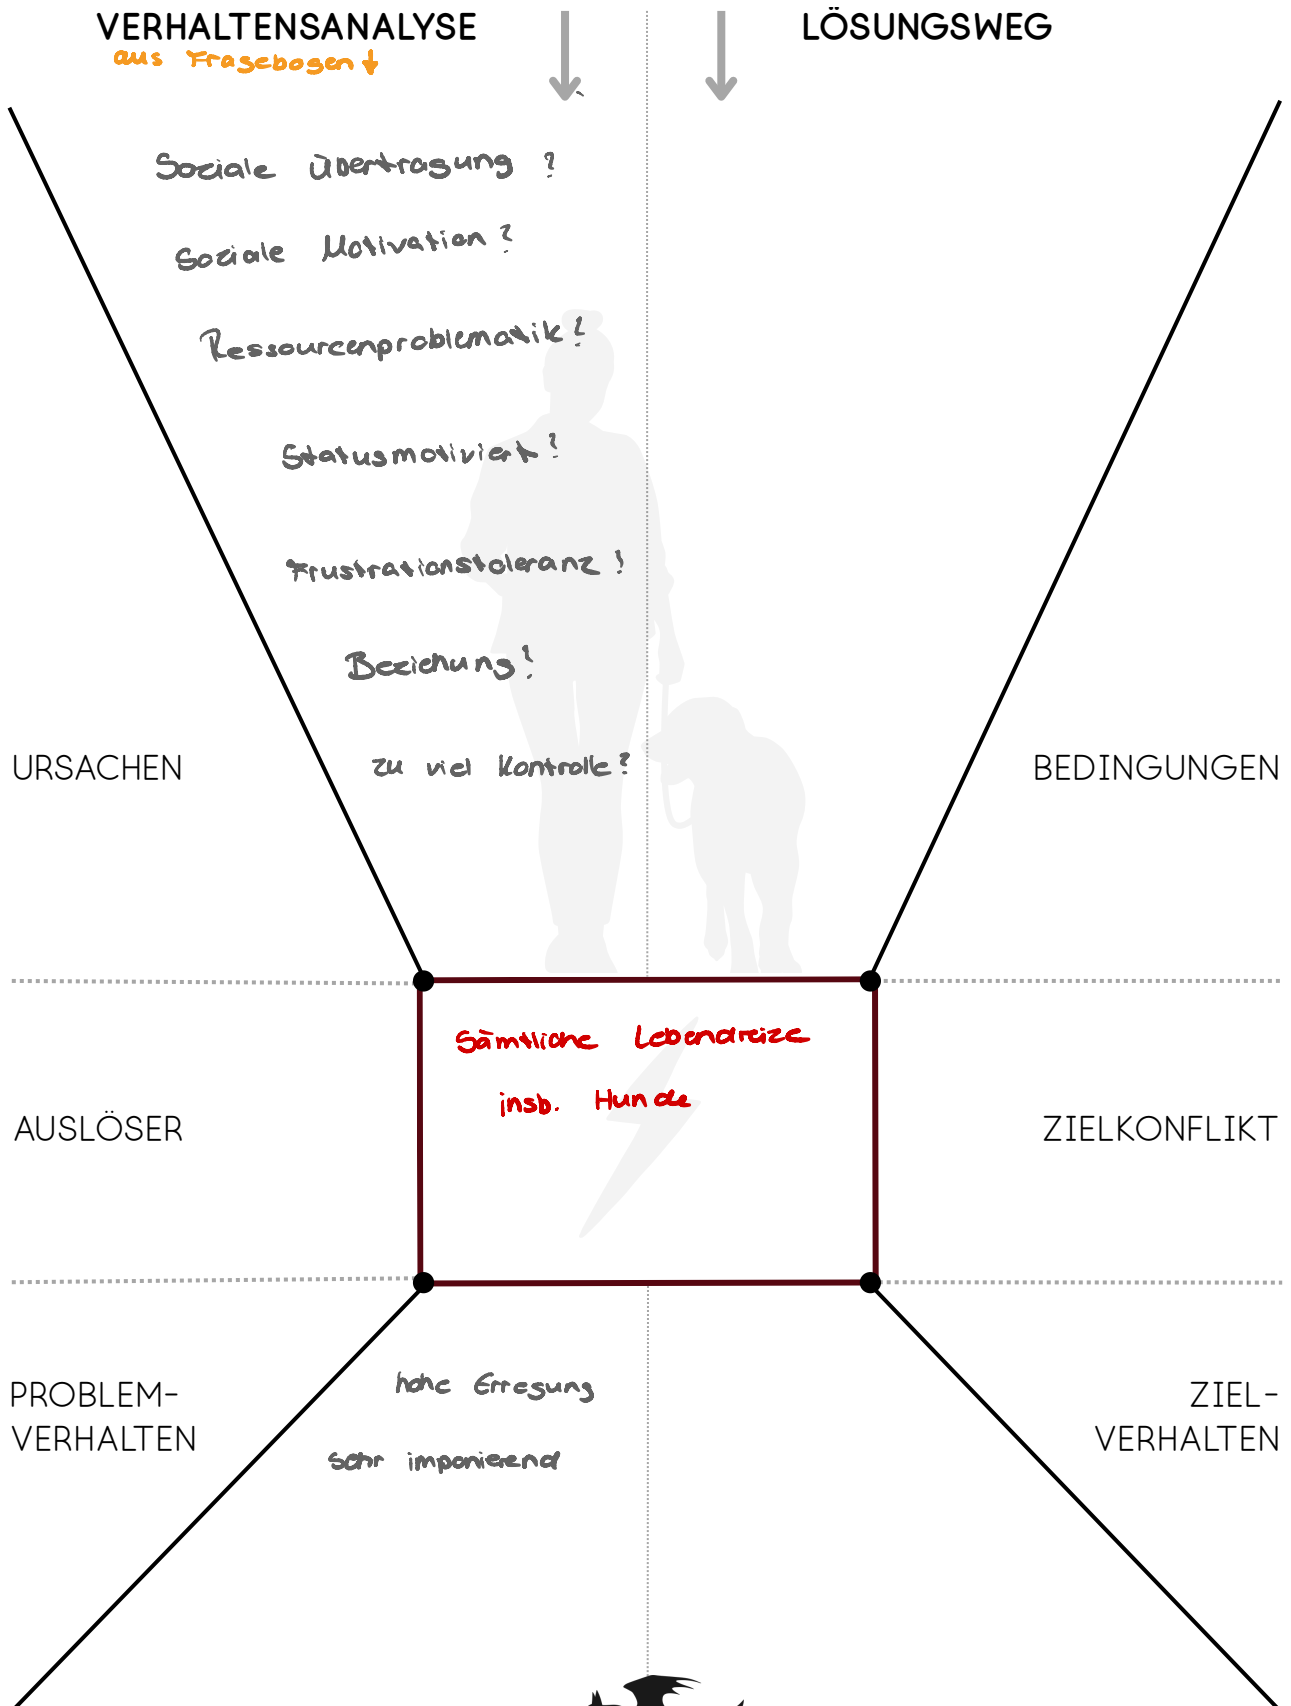 VERHALTENSANALYSE
LÖSUNGSWEG
aus Fragebogen ↓
Soziale Übertragung ?
Soziale Motivation ?
Ressourcenproblematik ?
Statusmotiviert ?
Frustrationstoleranz !
Beziehung ?
zu viel Kontrolle ?
URSACHEN
BEDINGUNGEN
Sämtliche Lebendreize
insb. Hunde
AUSLÖSER
ZIELKONFLIKT
hohe Erregung
PROBLEM-
VERHALTEN
ZIEL-
VERHALTEN
sehr imponierend